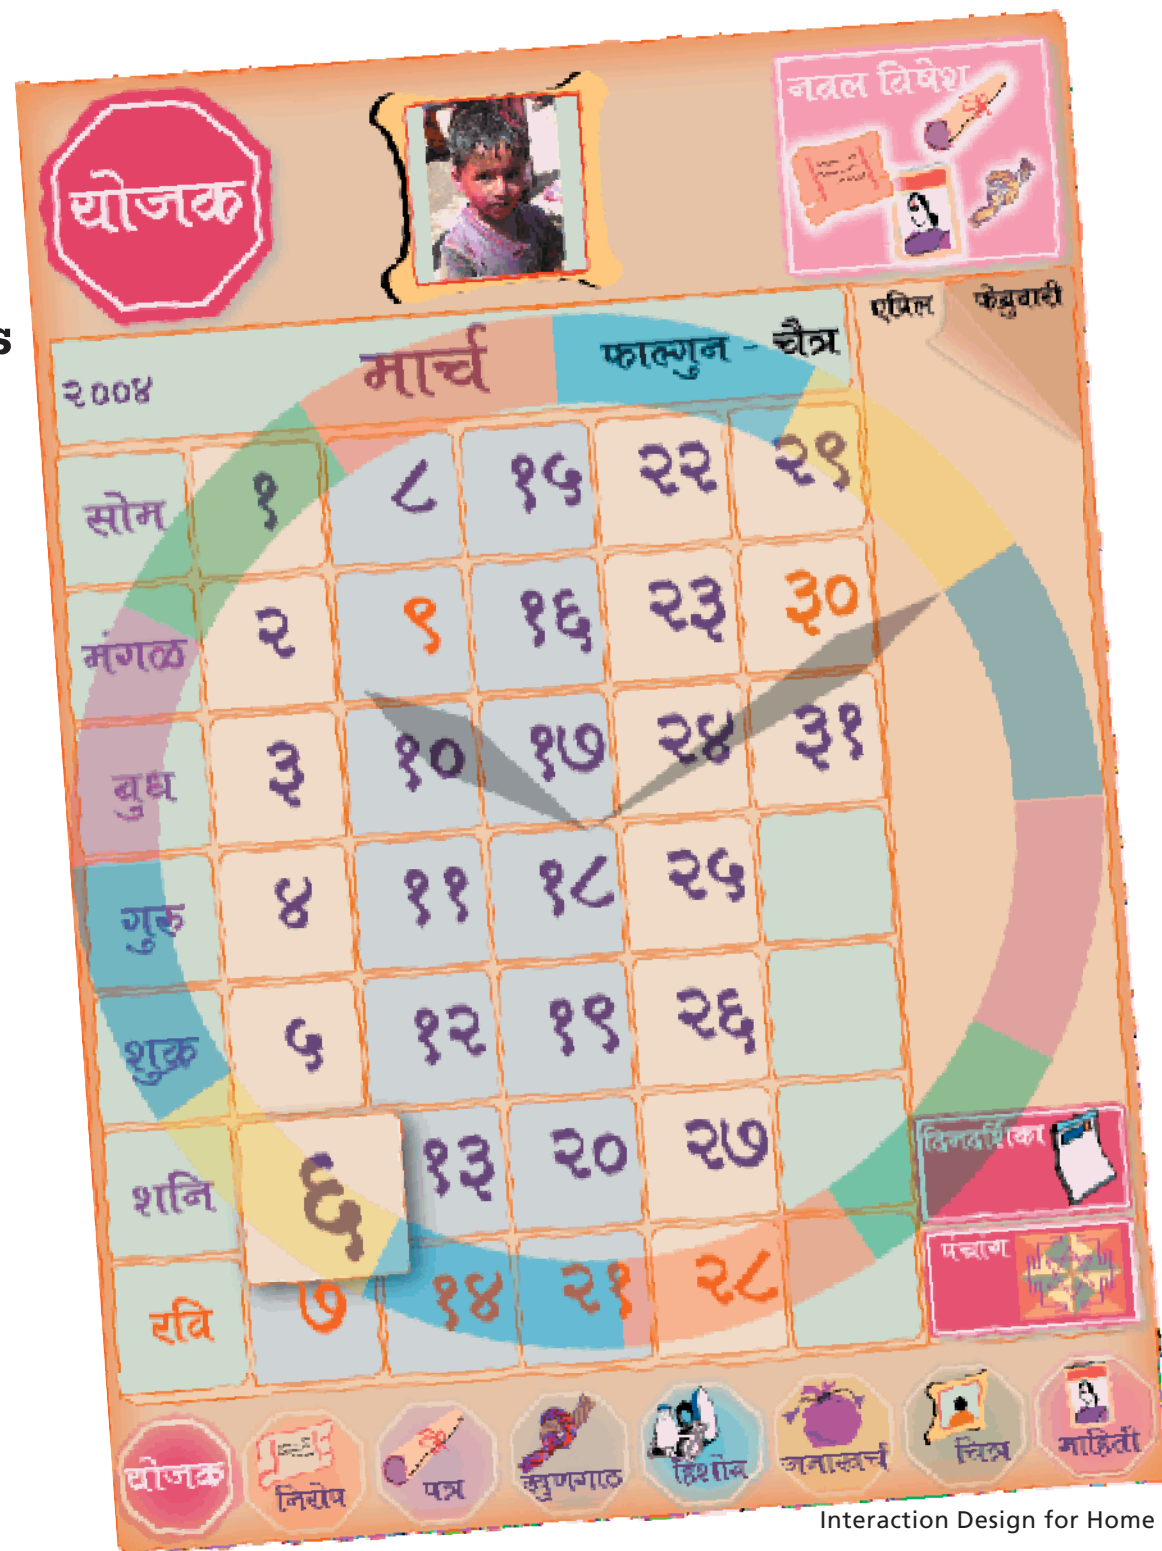 योजक
नवल विषेश
s
२००४ मार्च फाल्गुन - चैत्र एप्रिल फेब्रुवारी
सोम १ ८ १५ २२ २९
मंगळ २ ९ १६ २३ ३०
बुध ३ १० १७ २४ ३१
गुरु ४ ११ १८ २५
शुक्र ५ १२ १९ २६
शनि ६ १३ २० २७
रवि ७ १४ २१ २८
दिनदर्शिका
पंचांग
योजक निरोप पत्र खुणगाठ हिशोब जमाखर्च चित्र माहिती
Interaction Design for Home